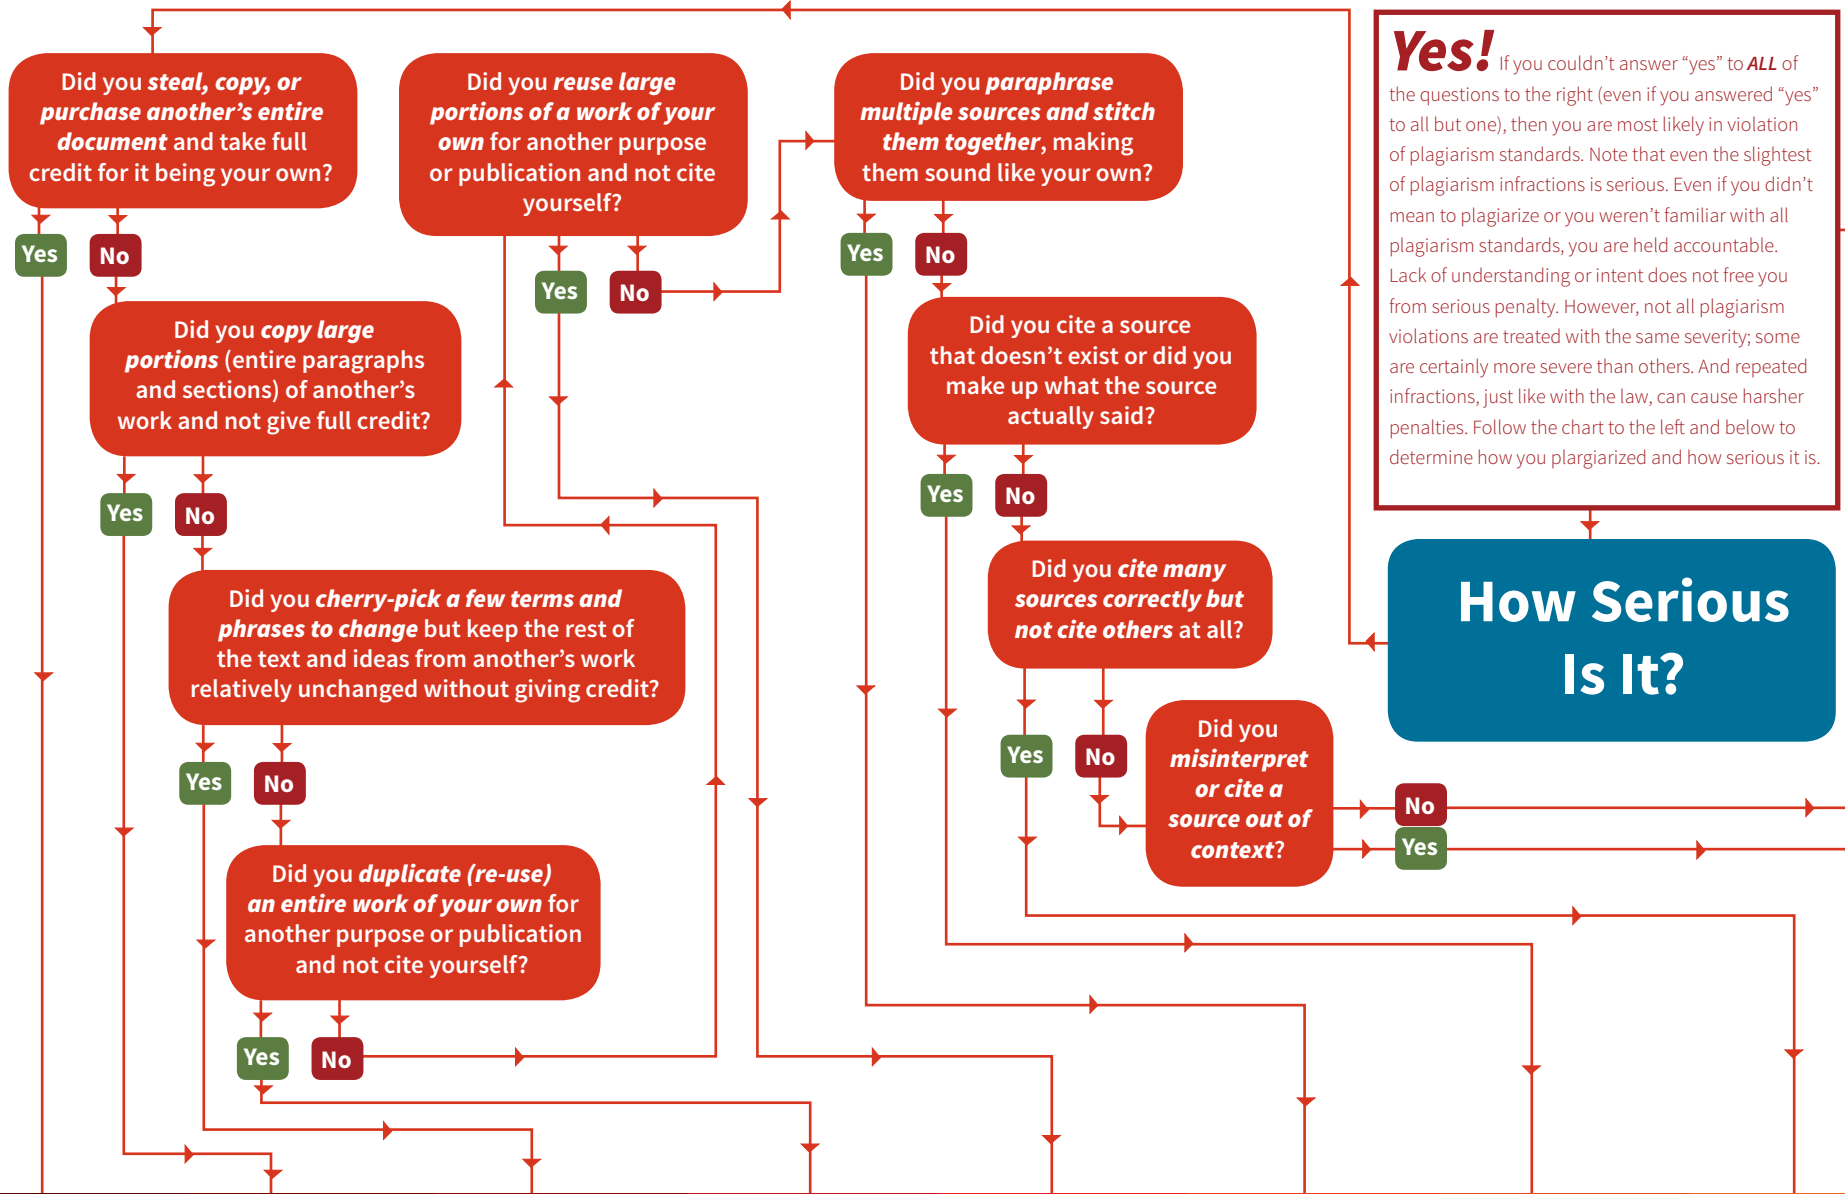 Did you steal, copy, or
purchase another’s entire
document and take full
credit for it being your own?
Yes
No
Did you copy large
portions (entire paragraphs
and sections) of another’s
work and not give full credit?
Yes
No
Did you cherry-pick a few terms and
phrases to change but keep the rest of
the text and ideas from another’s work
relatively unchanged without giving credit?
Yes
No
Did you duplicate (re-use)
an entire work of your own for
another purpose or publication
and not cite yourself?
Yes
No
Did you reuse large
portions of a work of your
own for another purpose
or publication and not cite
yourself?
Yes
No
Did you paraphrase
multiple sources and stitch
them together, making
them sound like your own?
Yes
No
Did you cite a source
that doesn’t exist or did you
make up what the source
actually said?
Yes
No
Did you cite many
sources correctly but
not cite others at all?
Yes
No
Did you
misinterpret
or cite a
source out of
context?
No
Yes
Yes! If you couldn’t answer “yes” to ALL of
the questions to the right (even if you answered “yes”
to all but one), then you are most likely in violation
of plagiarism standards. Note that even the slightest
of plagiarism infractions is serious. Even if you didn’t
mean to plagiarize or you weren’t familiar with all
plagiarism standards, you are held accountable.
Lack of understanding or intent does not free you
from serious penalty. However, not all plagiarism
violations are treated with the same severity; some
are certainly more severe than others. And repeated
infractions, just like with the law, can cause harsher
penalties. Follow the chart to the left and below to
determine how you plargiarized and how serious it is.
How Serious
Is It?